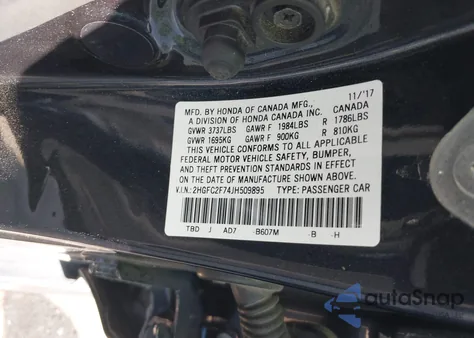 11/'17
MFD. BY HONDA OF CANADA MFG., CANADA
A DIVISION OF HONDA CANADA INC.
GVWR 3737LBS GAWR F 1984LBS R 1786LBS
GVWR 1695KG GAWR F 900KG R 810KG
THIS VEHICLE CONFORMS TO ALL APPLICABLE
FEDERAL MOTOR VEHICLE SAFETY, BUMPER,
AND THEFT PREVENTION STANDARDS IN EFFECT
ON THE DATE OF MANUFACTURE SHOWN ABOVE.
V.I.N.: 2HGFC2F74JH509895 TYPE: PASSENGER CAR
TBD J AD7 -B607M -B -H
autoSnap